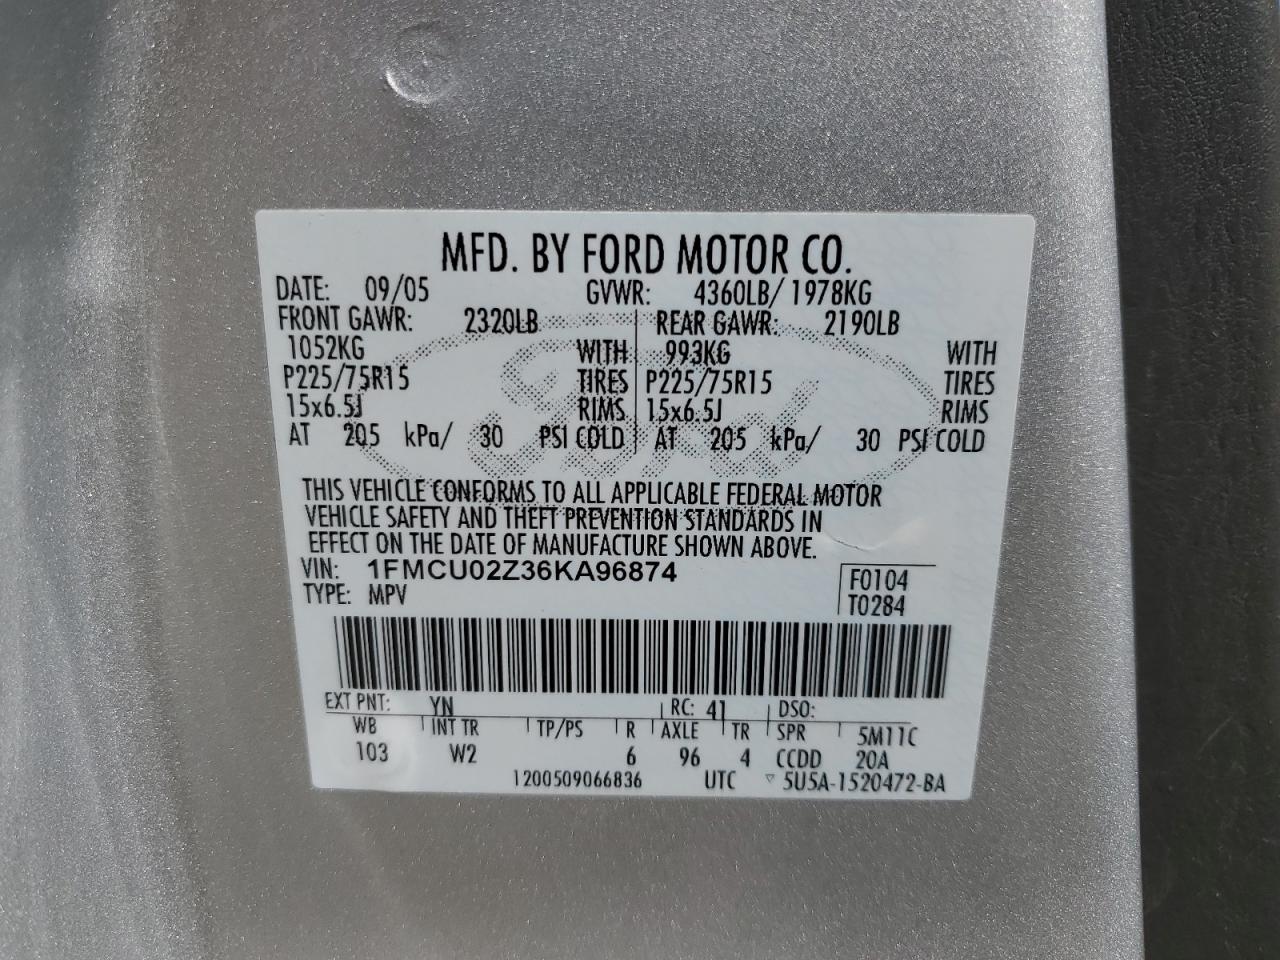 MFD. BY FORD MOTOR CO.
DATE: 09/05 GVWR: 4360LB/ 1978KG
FRONT GAWR: 2320LB REAR GAWR: 2190LB
1052KG WITH 993KG WITH
P225/75R15 TIRES P225/75R15 TIRES
15x6.5J RIMS 15x6.5J RIMS
AT 205 kPa/ 30 PSI COLD AT 205 kPa/ 30 PSI COLD
Ford
THIS VEHICLE CONFORMS TO ALL APPLICABLE FEDERAL MOTOR
VEHICLE SAFETY AND THEFT PREVENTION STANDARDS IN
EFFECT ON THE DATE OF MANUFACTURE SHOWN ABOVE.
VIN: 1FMCU02Z36KA96874 F0104
TYPE: MPV T0284
EXT PNT: YN RC: 41 DSO:
WB INT TR TP/PS R AXLE TR SPR 5M11C
103 W2 6 96 4 CCDD 20A
1200509066836 UTC ▽ 5U5A-1520472-BA